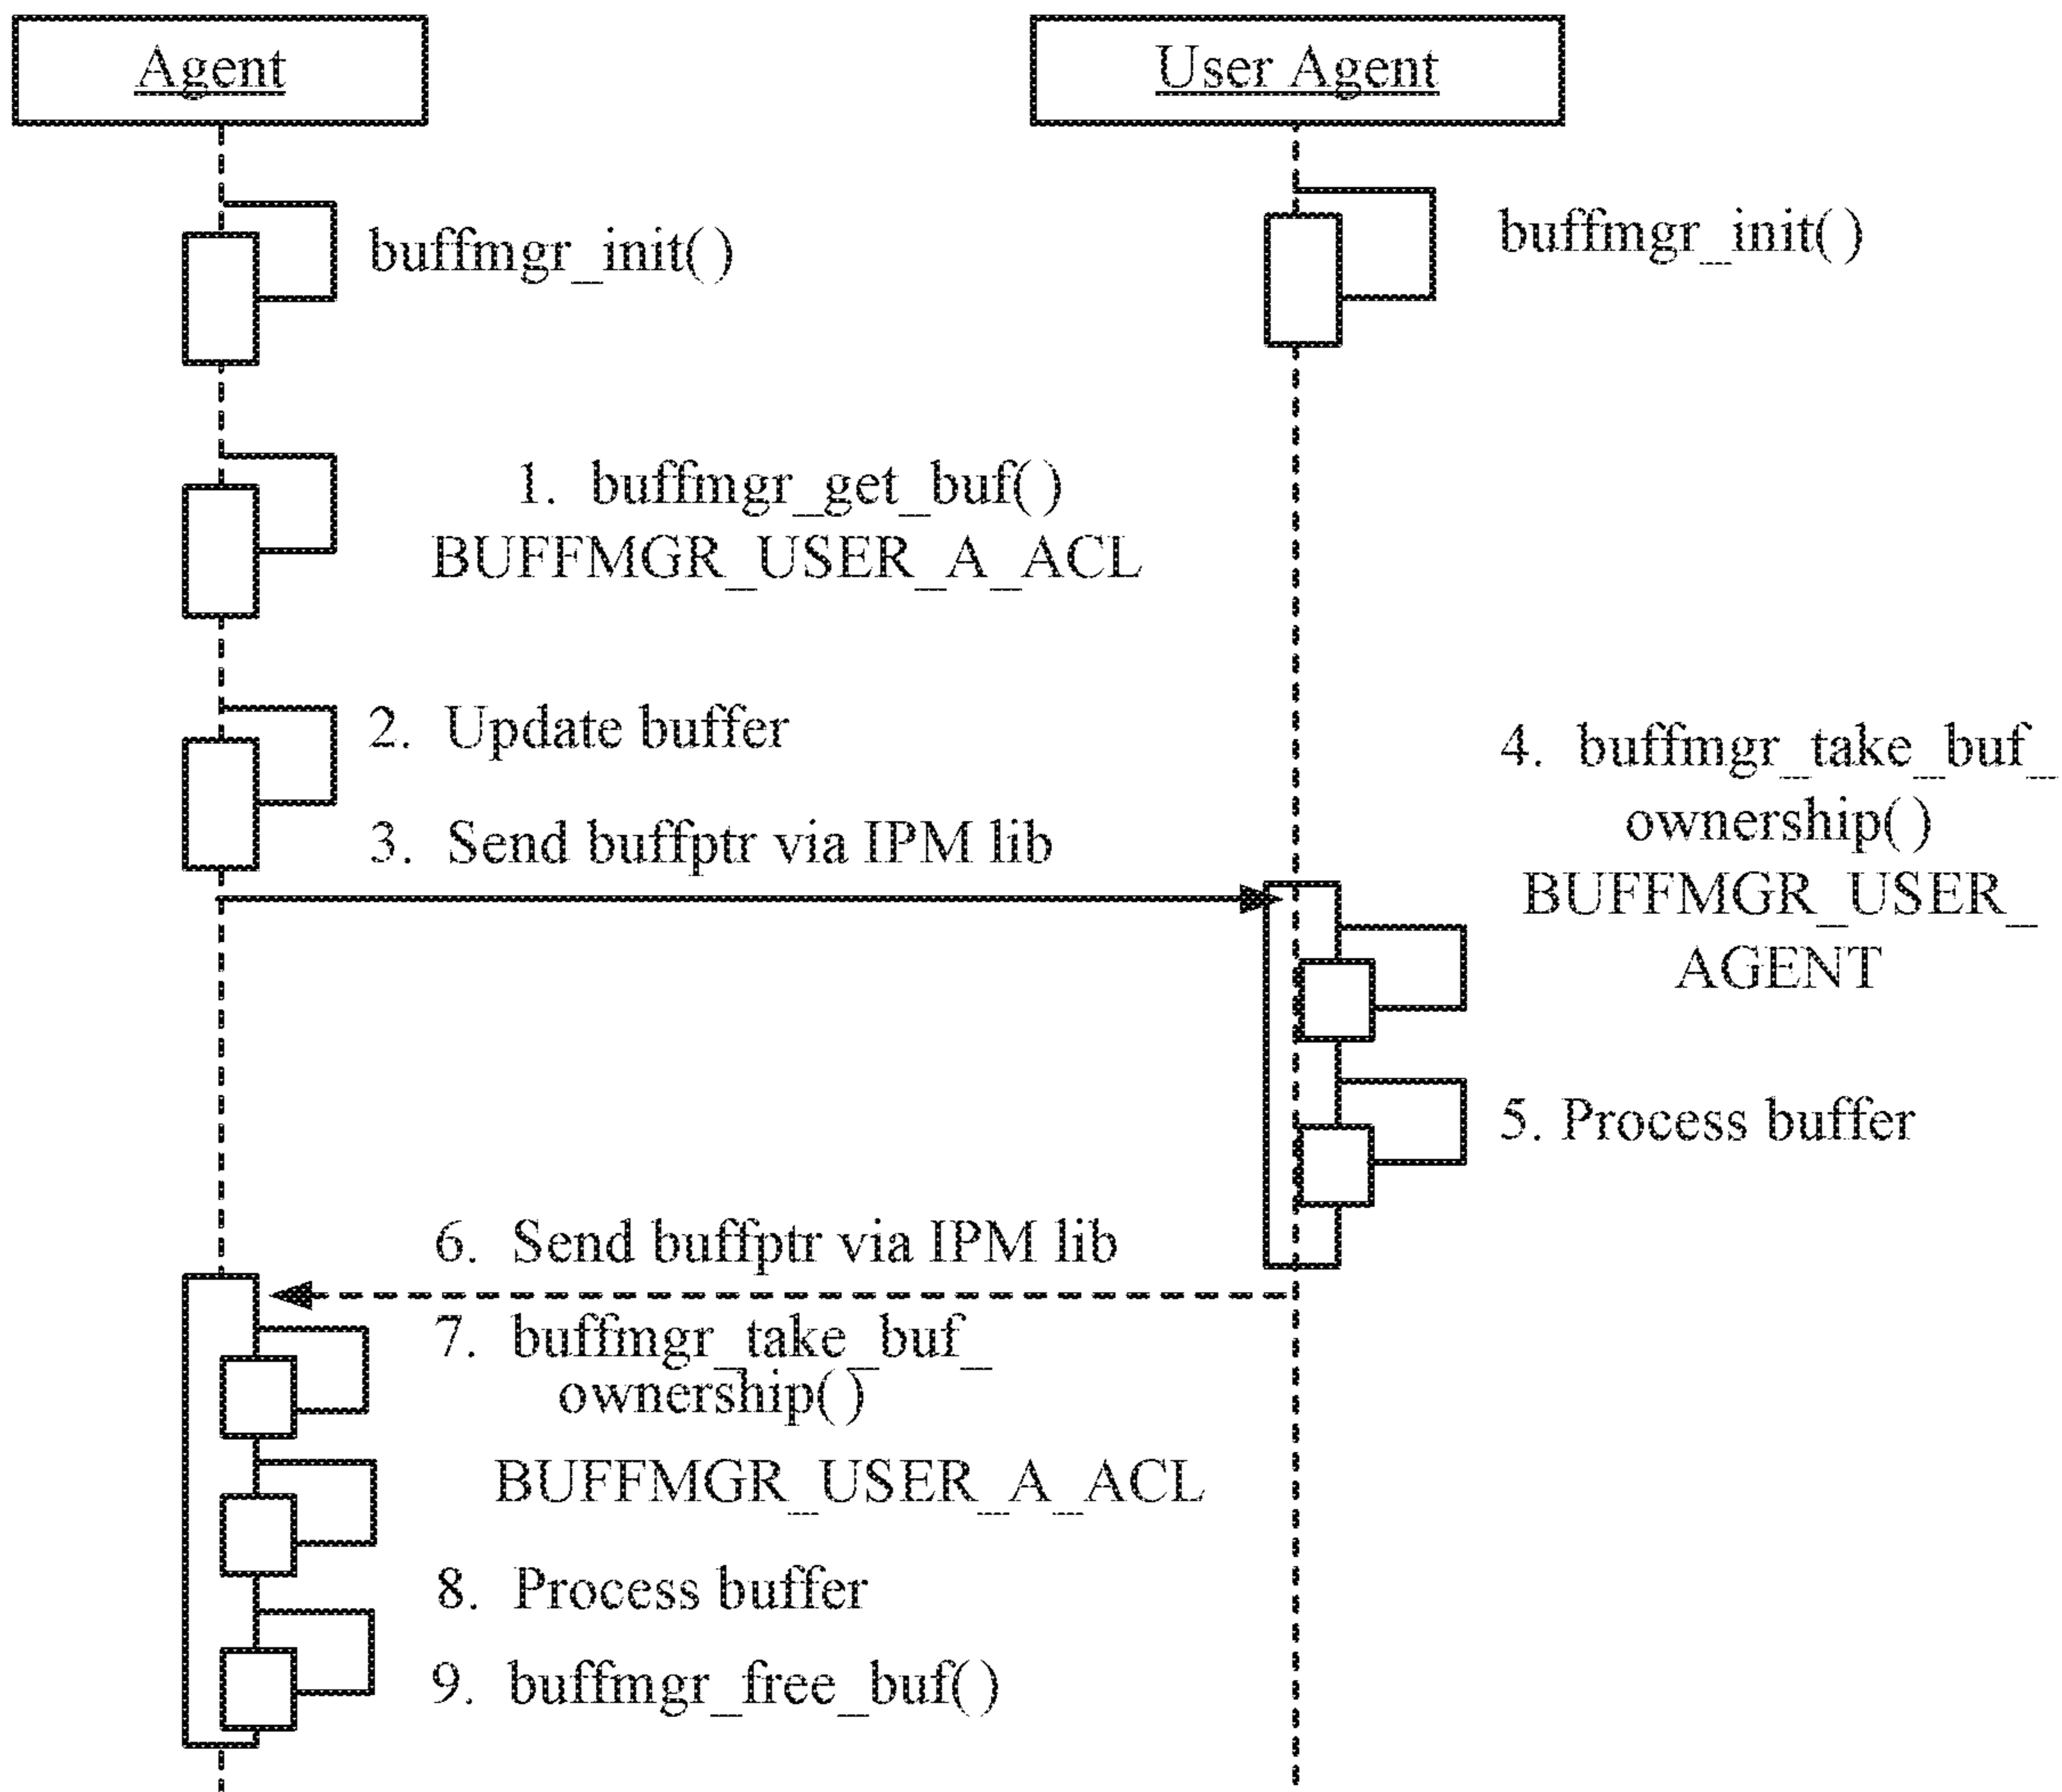 Agent
User Agent
buffmgr_init( )
buffmgr_init( )
1. buffmgr_get_buf( )
BUFFMGR_USER_A_ACL
2. Update buffer
3. Send buffptr via IPM lib
4. buffmgr_take_buf_
ownership( )
BUFFMGR_USER_
AGENT
5. Process buffer
6. Send buffptr via IPM lib
7. buffmgr_take_buf_
ownership( )
BUFFMGR_USER_A_ACL
8. Process buffer
9. buffmgr_free_buf( )